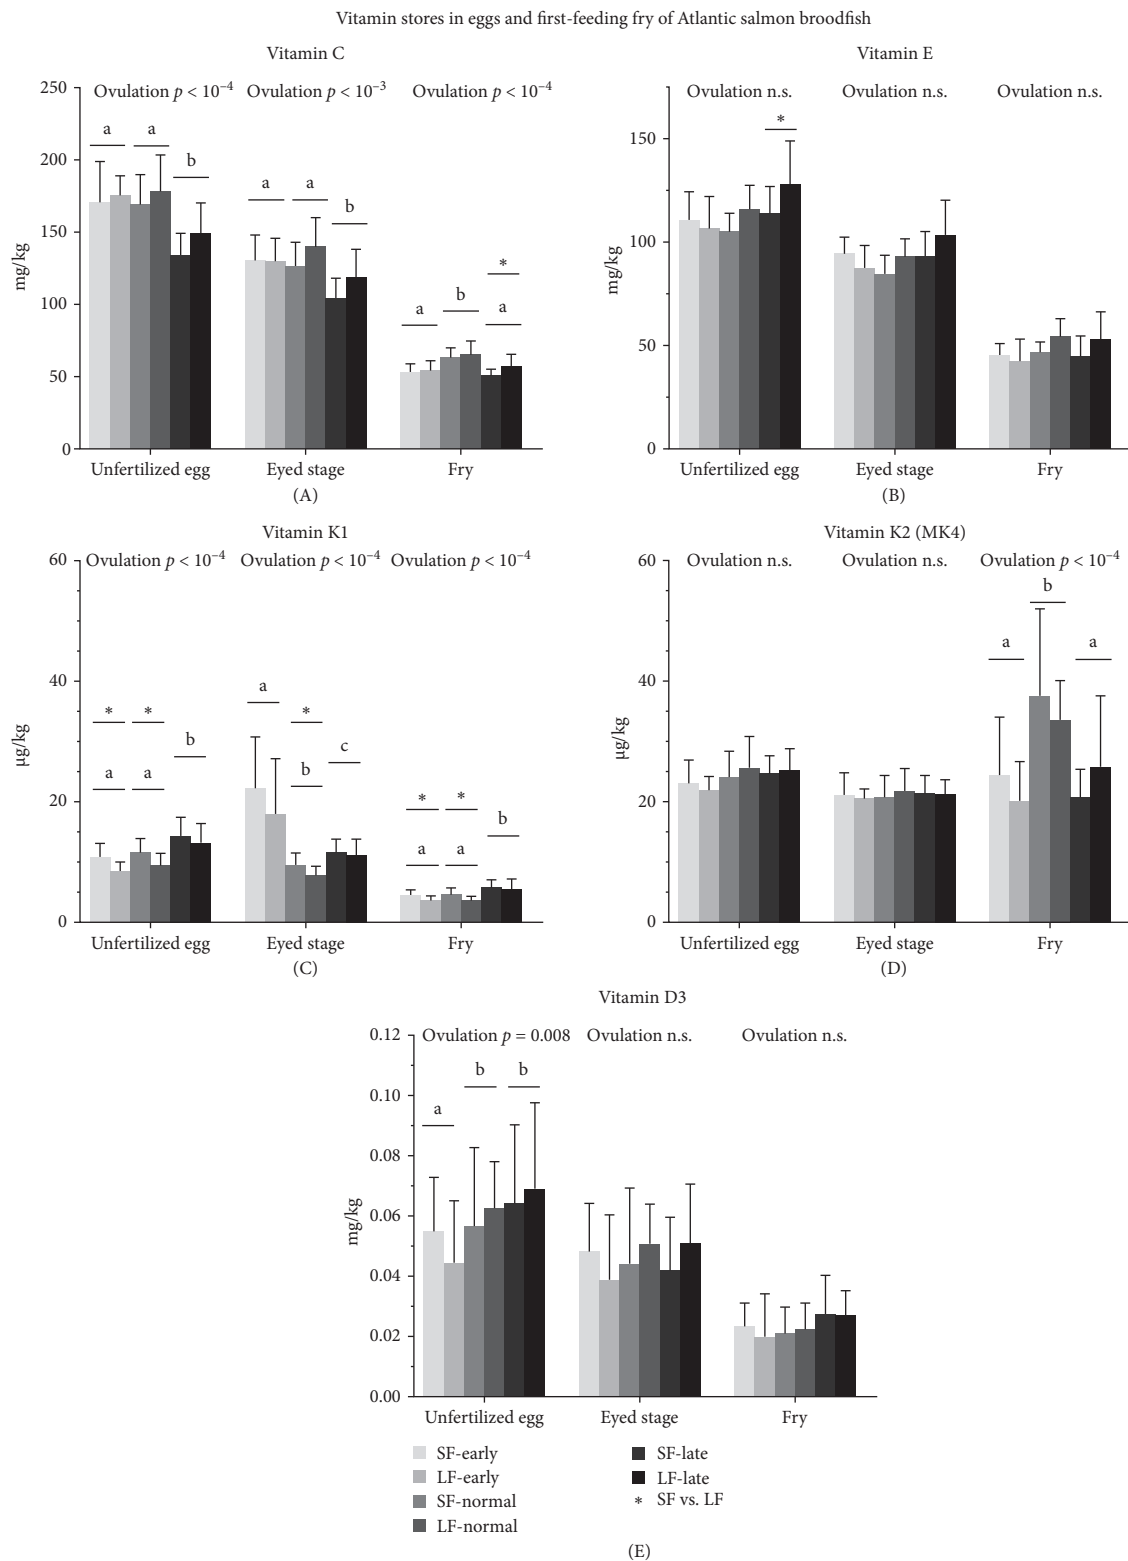 Vitamin stores in eggs and first-feeding fry of Atlantic salmon broodfish
Vitamin C
Ovulation p < 10⁻⁴ Ovulation p < 10⁻³ Ovulation p < 10⁻⁴
250
200
150
100
50
0
mg/kg
a a b
a a b
a b a *
Unfertilized egg Eyed stage Fry
(A)
Vitamin E
Ovulation n.s. Ovulation n.s. Ovulation n.s.
150
100
50
0
mg/kg
*
Unfertilized egg Eyed stage Fry
(B)
Vitamin K1
Ovulation p < 10⁻⁴ Ovulation p < 10⁻⁴ Ovulation p < 10⁻⁴
60
40
20
0
µg/kg
* * b
a a
a * c
b
* * b
a a
Unfertilized egg Eyed stage Fry
(C)
Vitamin K2 (MK4)
Ovulation n.s. Ovulation n.s. Ovulation p < 10⁻⁴
60
40
20
0
µg/kg
a b a
Unfertilized egg Eyed stage Fry
(D)
Vitamin D3
Ovulation p = 0.008 Ovulation n.s. Ovulation n.s.
0.12
0.10
0.08
0.06
0.04
0.02
0.00
mg/kg
a b b
Unfertilized egg Eyed stage Fry
SF-early
LF-early
SF-normal
LF-normal
SF-late
LF-late
* SF vs. LF
(E)